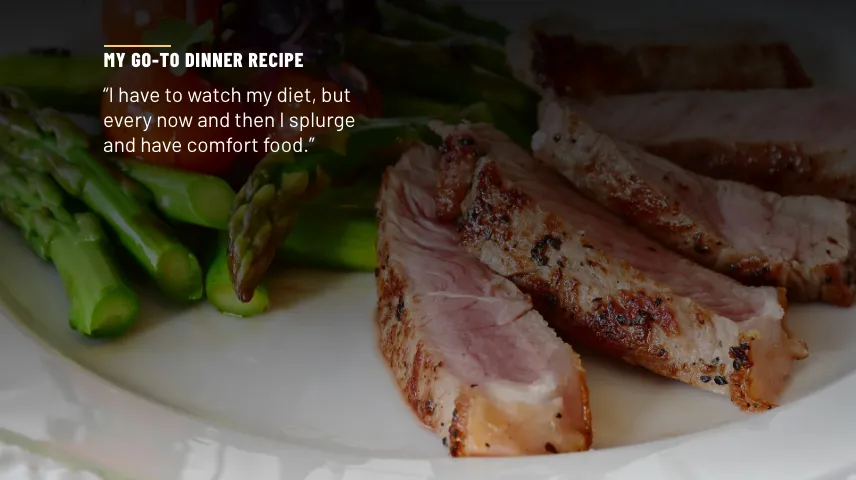 MY GO-TO DINNER RECIPE
“I have to watch my diet, but
every now and then I splurge
and have comfort food.”